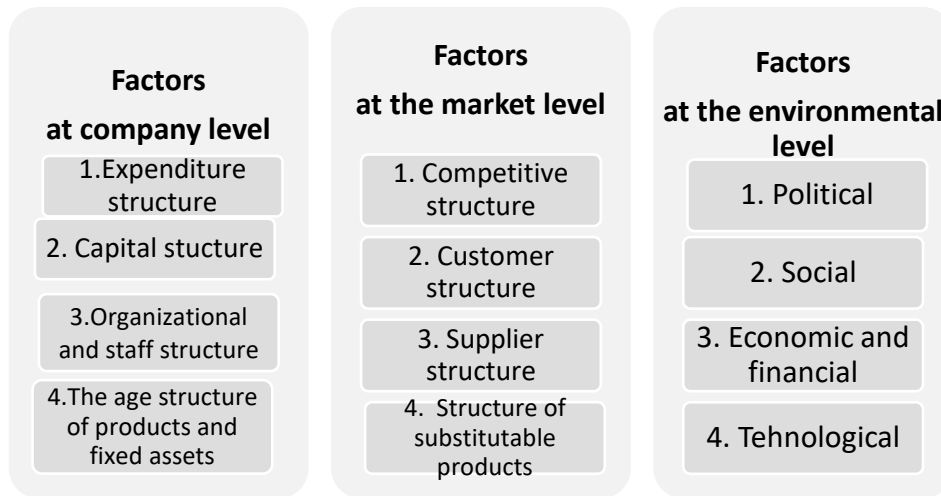 Factors
at company level
1.Expenditure
structure
2. Capital stucture
3.Organizational
and staff structure
4.The age structure
of products and
fixed assets
Factors
at the market level
1. Competitive
structure
2. Customer
structure
3. Supplier
structure
4. Structure of
substitutable
products
Factors
at the environmental
level
1. Political
2. Social
3. Economic and
financial
4. Tehnological